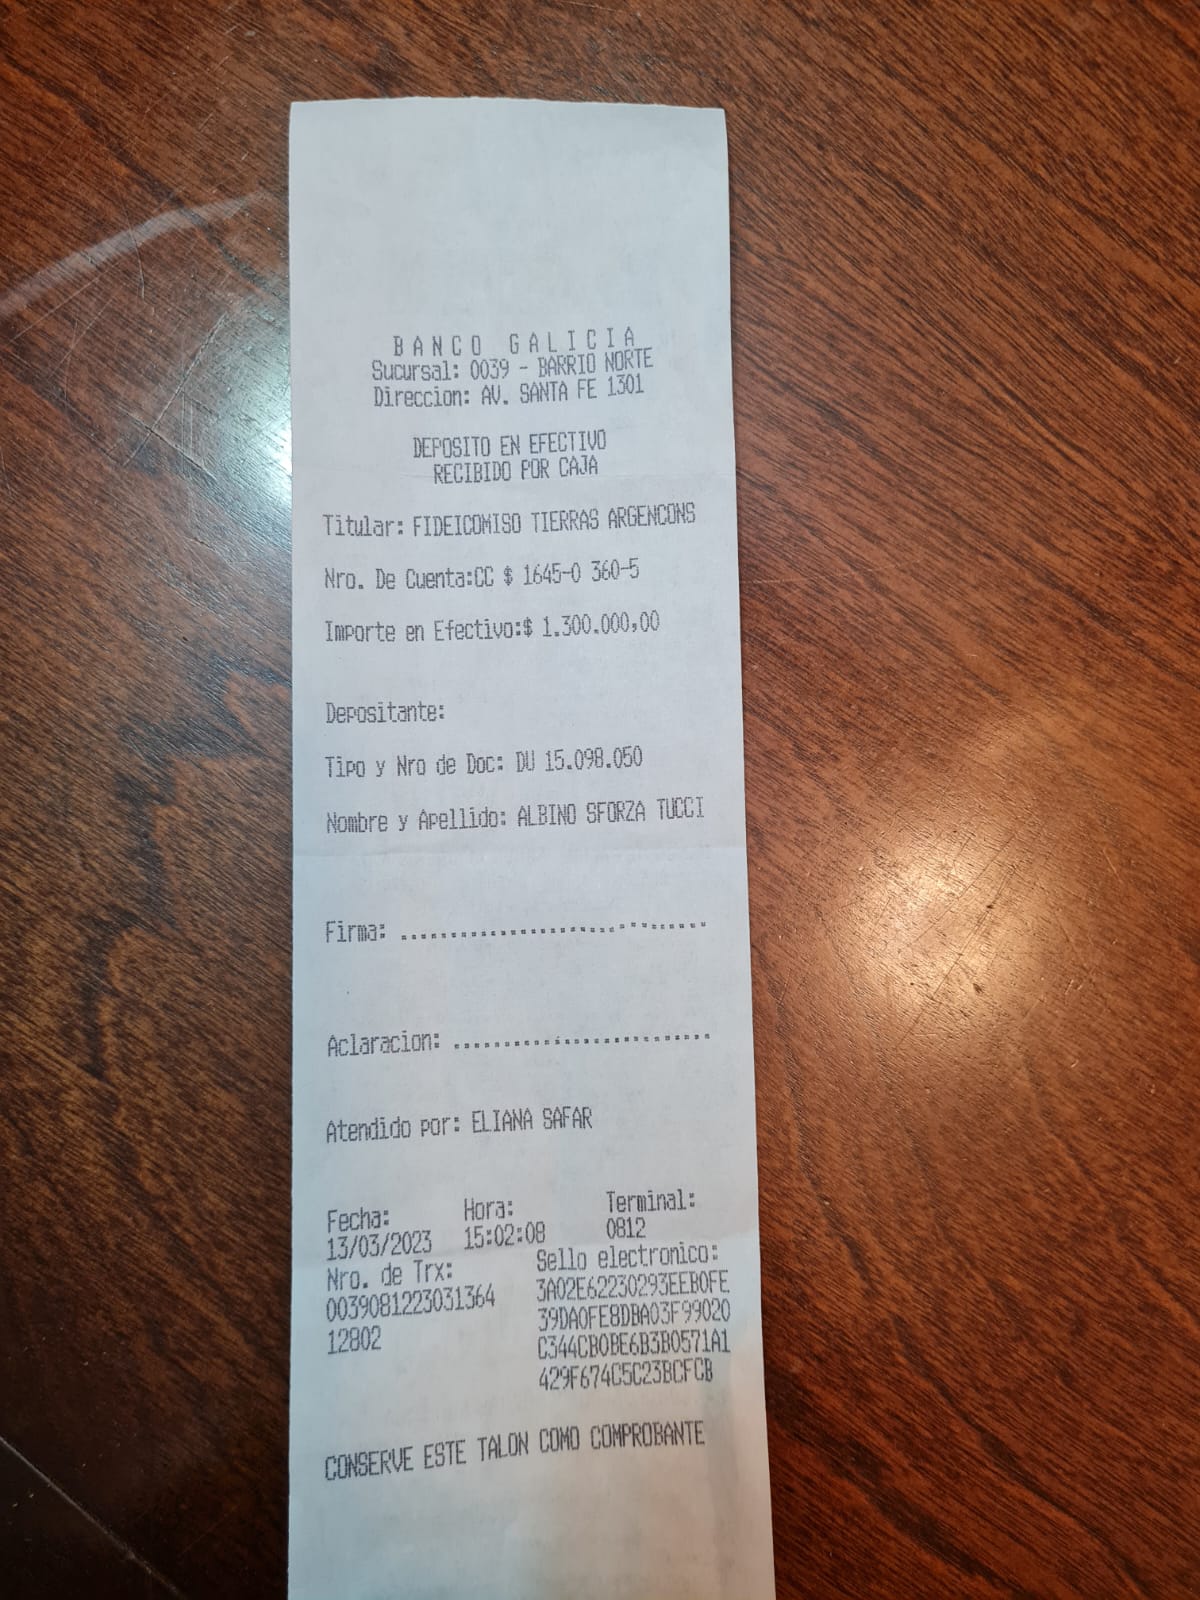 BANCO GALICIA
Sucursal: 0039 - BARRIO NORTE
Direccion: AV. SANTA FE 1301
DEPOSITO EN EFECTIVO
RECIBIDO POR CAJA
Titular: FIDEICOMISO TIERRAS ARGENCONS
Nro. De Cuenta:CC $ 1645-0 360-5
Importe en Efectivo:$ 1.300.000,00
Depositante:
Tipo y Nro de Doc: DU 15.098.050
Nombre y Apellido: ALBINO SFORZA TUCCI
Firma: ...............................
Aclaracion: ..........................
Atendido por: ELIANA SAFAR
Fecha: Hora: Terminal:
13/03/2023 15:02:08 0812
Nro. de Trx: Sello electronico:
0039081223031364 3A02E62230293EEB0FE
12802 39DA0FE8DBA03F99020
C344CB0BE6B3B0571A1
429F674C5C23BCFCB
CONSERVE ESTE TALON COMO COMPROBANTE